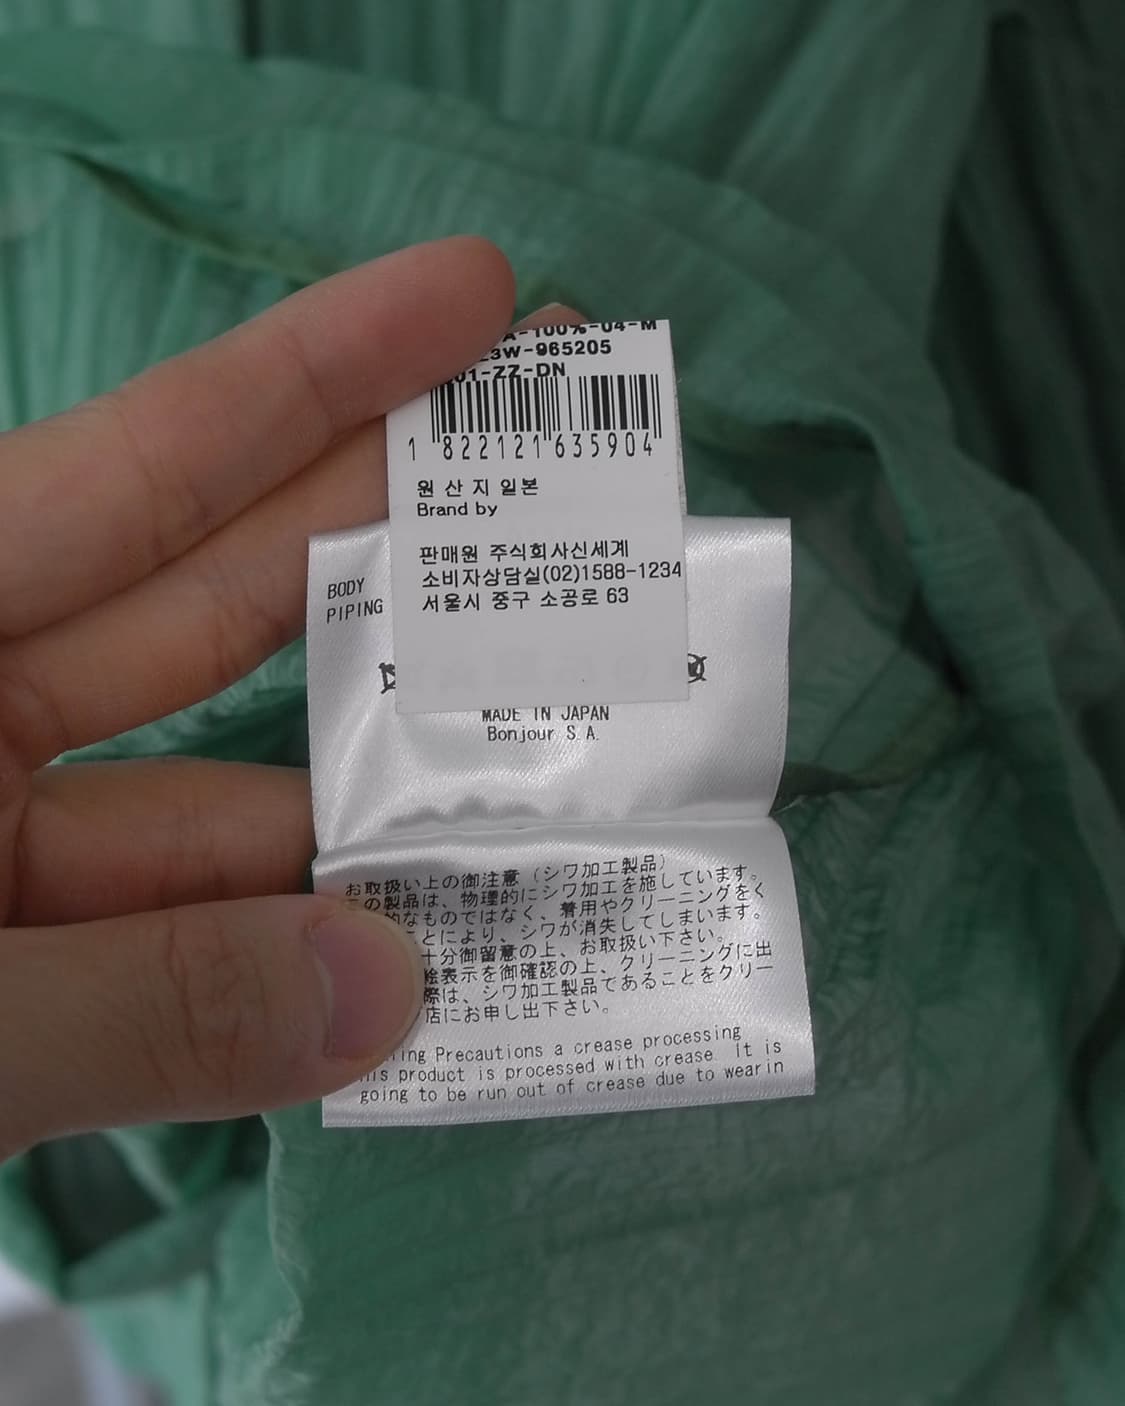 A-100%-04-M
3W-965205
01-ZZ-DN
1 822121 635904
원 산 지 일본
Brand by
판매원 주식회사신세계
소비자상담실(02)1588-1234
서울시 중구 소공로 63
BODY
PIPING
MADE IN JAPAN
Bonjour S.A.
お取扱い上の御注意（シワ加工製品）
この製品は、物理的にシワ加工を施しています。
的なものではなく、着用やクリーニングをく
ことにより、シワが消失してしまいます。
十分御留意の上、お取扱い下さい。
絵表示を御確認の上、クリーニングに出
際は、シワ加工製品であることをクリー
店にお申し出下さい。
Precautions a crease processing
product is processed with crease. It is
going to be run out of crease due to wearin